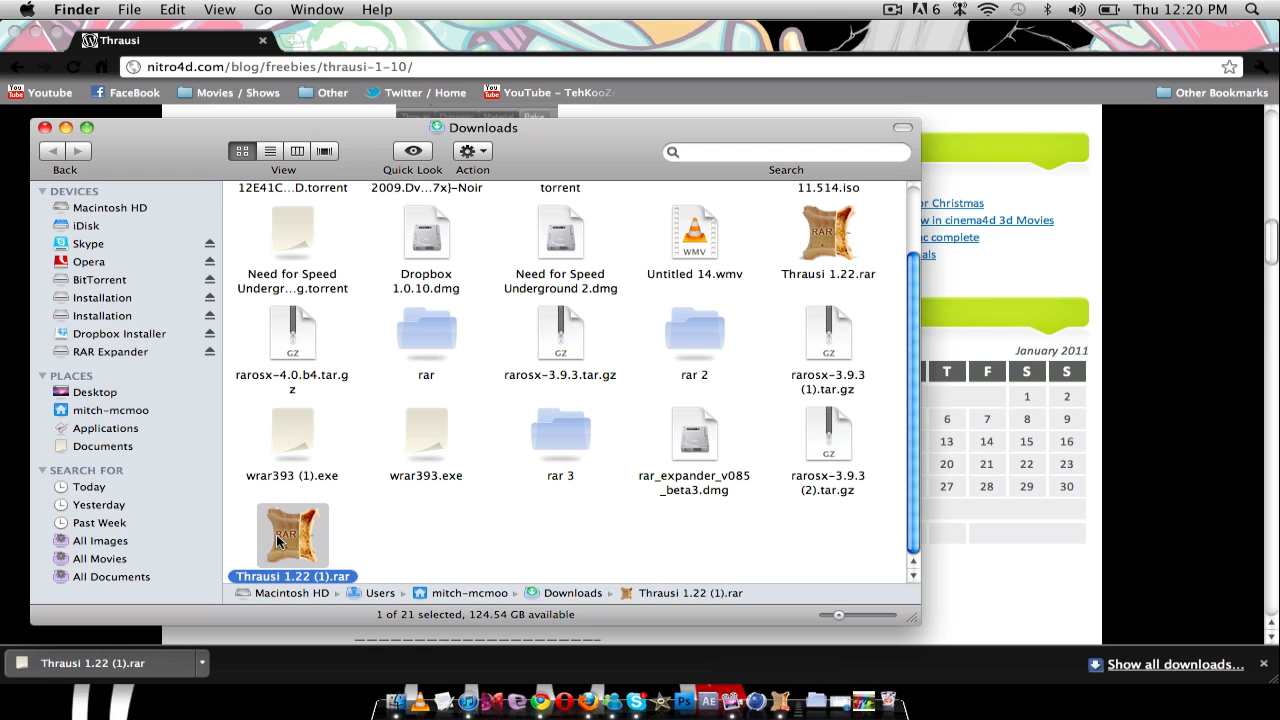 Finder File Edit View Go Window Help 6 Thu 12:20 PM
Thrausi
nitro4d.com/blog/freebies/thrausi-1-10/
Youtube FaceBook Movies / Shows Other Twitter / Home YouTube - TehKooZ Other Bookmarks
Downloads
Back View Quick Look Action Search
DEVICES
Macintosh HD
iDisk
Skype
Opera
BitTorrent
Installation
Installation
Dropbox Installer
RAR Expander
PLACES
Desktop
mitch-mcmoo
Applications
Documents
SEARCH FOR
Today
Yesterday
Past Week
All Images
All Movies
All Documents
12E41C...D.torrent 2009.Dv...7x)-Noir torrent 11.514.iso
Need for Speed
Undergr...g.torrent
Dropbox
1.0.10.dmg
Need for Speed
Underground 2.dmg
WMV
Untitled 14.wmv
RAR
Thrausi 1.22.rar
GZ
rarosx-4.0.b4.tar.g
z
rar
GZ
rarosx-3.9.3.tar.gz
rar 2
GZ
rarosx-3.9.3
(1).tar.gz
wrar393 (1).exe
wrar393.exe
rar 3
rar_expander_v085
_beta3.dmg
GZ
rarosx-3.9.3
(2).tar.gz
RAR
Thrausi 1.22 (1).rar
Macintosh HD Users mitch-mcmoo Downloads Thrausi 1.22 (1).rar
1 of 21 selected, 124.54 GB available
or Christmas
w in cinema4d 3d Movies
c complete
als
January 2011
T F S S
1 2
6 7 8 9
13 14 15 16
20 21 22 23
27 28 29 30
Thrausi 1.22 (1).rar Show all downloads...
Ps AE